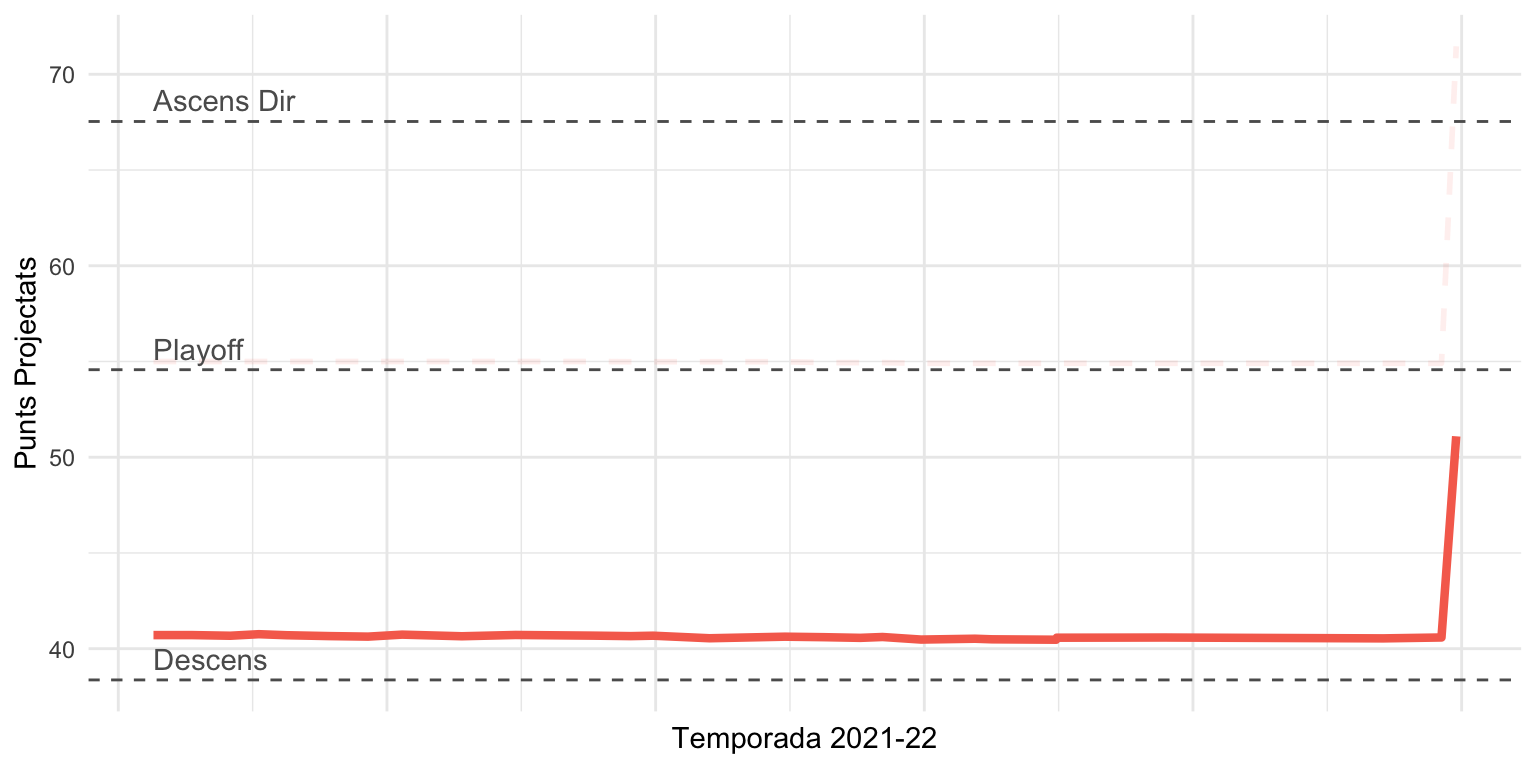 70
Ascens Dir
60
Playoff
Punts Projectats
50
40
Descens
Temporada 2021-22